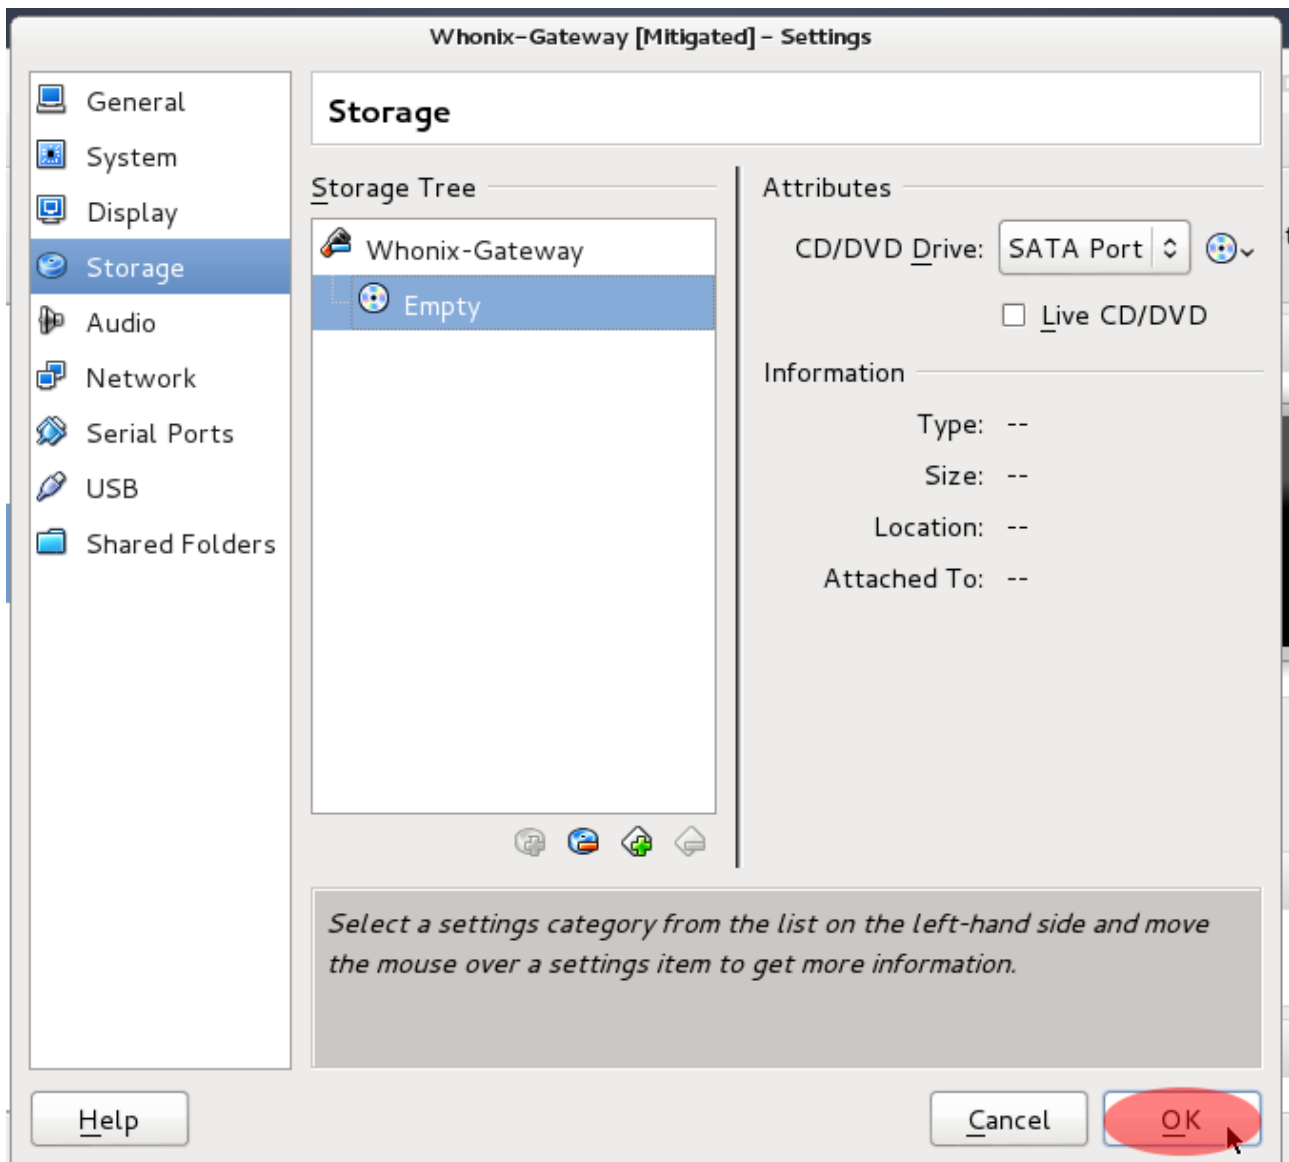 Whonix-Gateway [Mitigated] - Settings
General
System
Display
Storage
Audio
Network
Serial Ports
USB
Shared Folders
Storage
Storage Tree
Whonix-Gateway
Empty
Attributes
CD/DVD Drive: SATA Port
Live CD/DVD
Information
Type: --
Size: --
Location: --
Attached To: --
Select a settings category from the list on the left-hand side and move
the mouse over a settings item to get more information.
Help
Cancel
OK